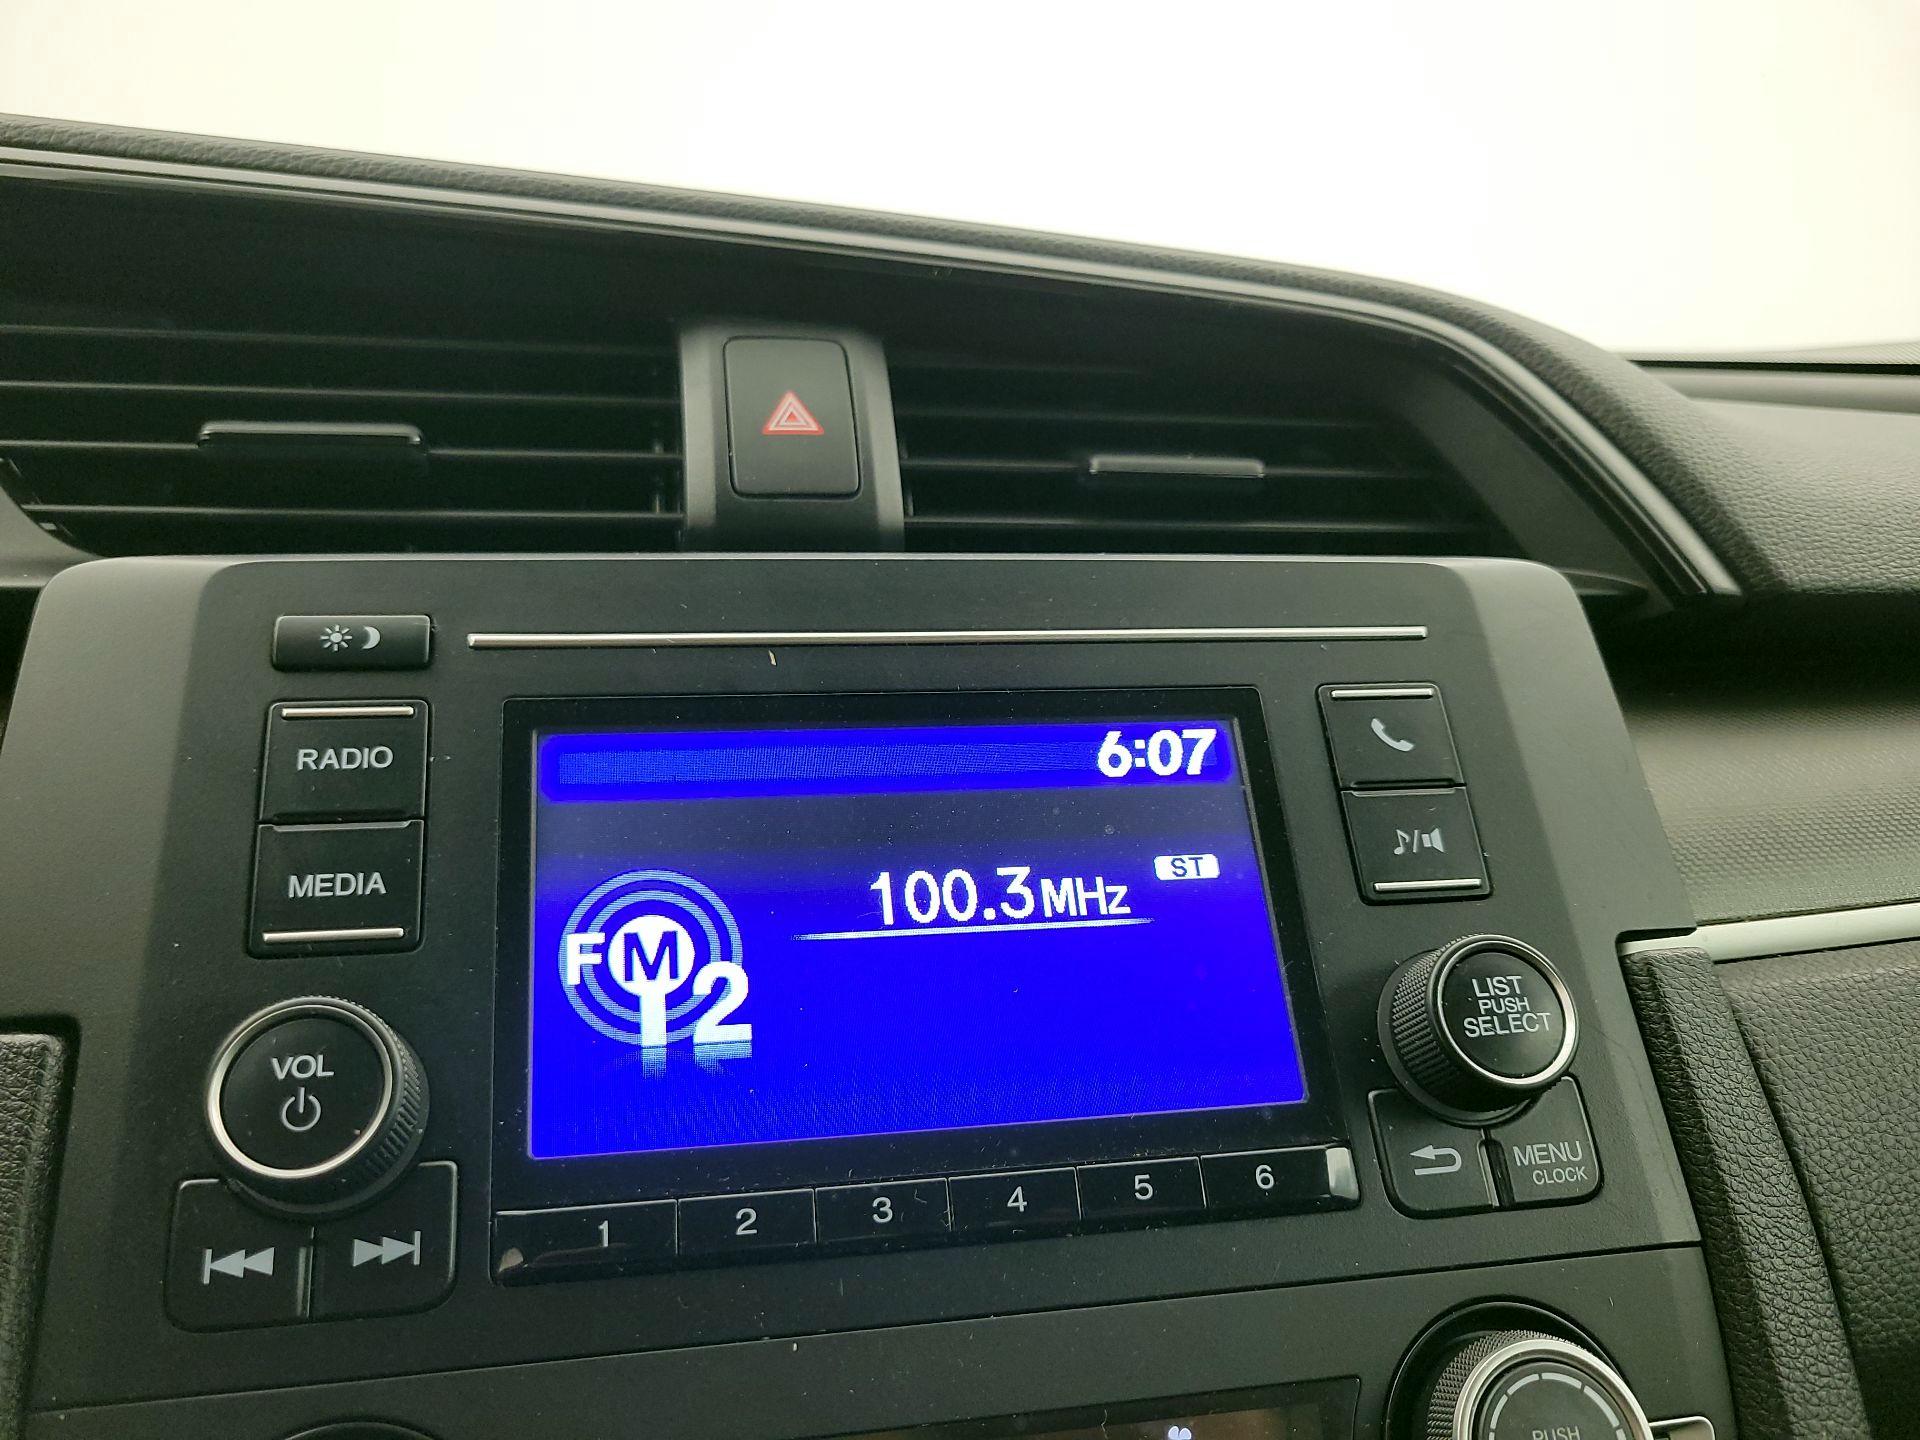 6:07
RADIO
MEDIA
100.3MHz
ST
FM
2
VOL
LIST
PUSH
SELECT
MENU
CLOCK
1 2 3 4 5 6
PUSH